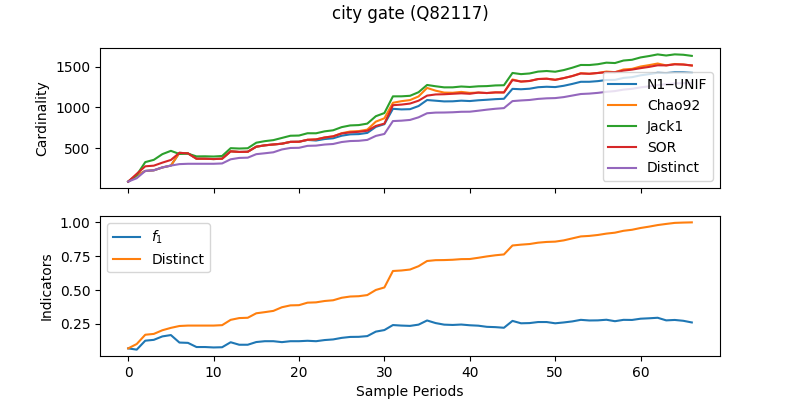 city gate (Q82117)
1500
1000
500
Cardinality
N1−UNIF
Chao92
Jack1
SOR
Distinct
1.00
0.75
0.50
0.25
Indicators
f₁
Distinct
0 10 20 30 40 50 60
Sample Periods